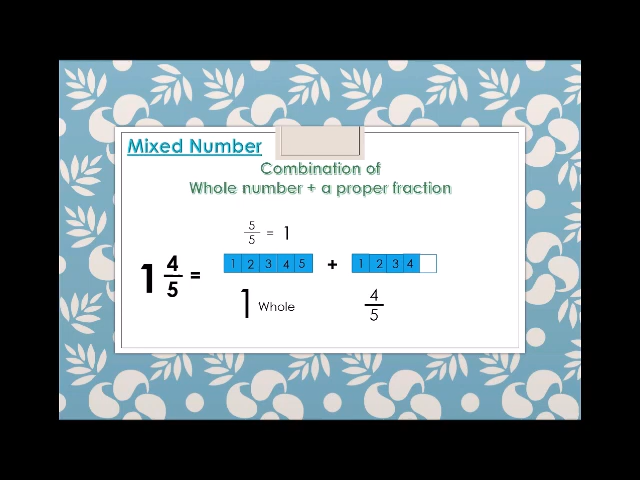 Mixed Number
Combination of
Whole number + a proper fraction
5/5 = 1
1 4/5 = 1 2 3 4 5 + 1 2 3 4
1 Whole 4/5